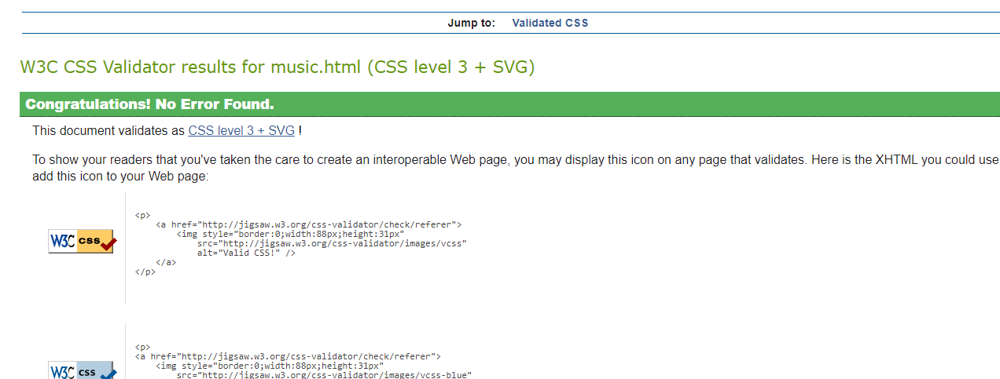 Jump to: Validated CSS
W3C CSS Validator results for music.html (CSS level 3 + SVG)
Congratulations! No Error Found.
This document validates as CSS level 3 + SVG !
To show your readers that you've taken the care to create an interoperable Web page, you may display this icon on any page that validates. Here is the XHTML you could use
add this icon to your Web page:
W3C css
<p>
<a href="http://jigsaw.w3.org/css-validator/check/referer">
<img style="border:0;width:88px;height:31px"
src="http://jigsaw.w3.org/css-validator/images/vcss"
alt="Valid CSS!" />
</a>
</p>
W3C css
<p>
<a href="http://jigsaw.w3.org/css-validator/check/referer">
<img style="border:0;width:88px;height:31px"
src="http://jigsaw.w3.org/css-validator/images/vcss-blue"